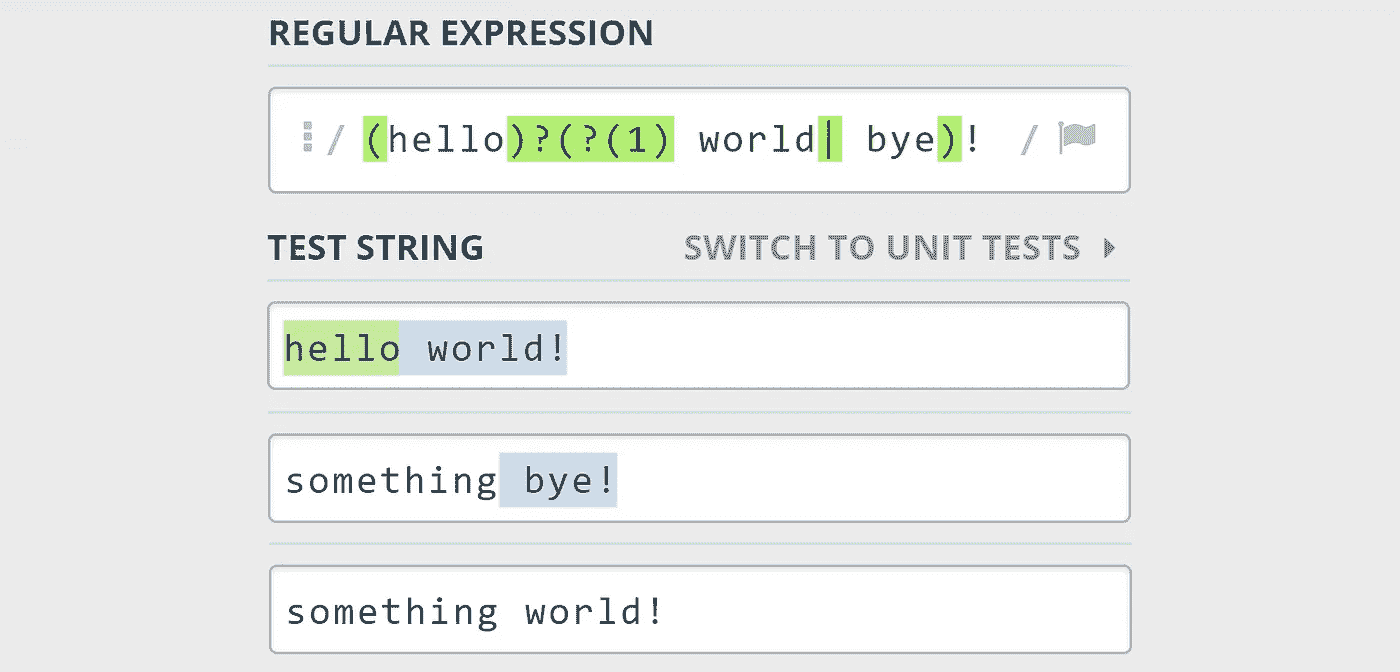 REGULAR EXPRESSION
/ (hello)?(?(1) world| bye)! /
TEST STRING SWITCH TO UNIT TESTS
hello world!
something bye!
something world!